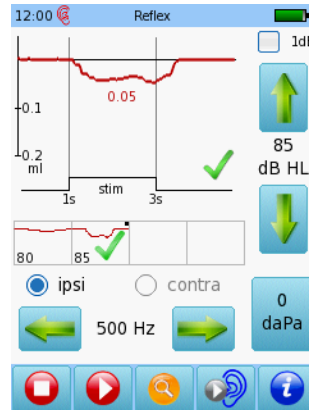 12:00 Reflex
1d
0.05
0.1
0.2
ml
85
dB HL
stim
1s 3s
80 85
ipsi contra
0
daPa
500 Hz
i